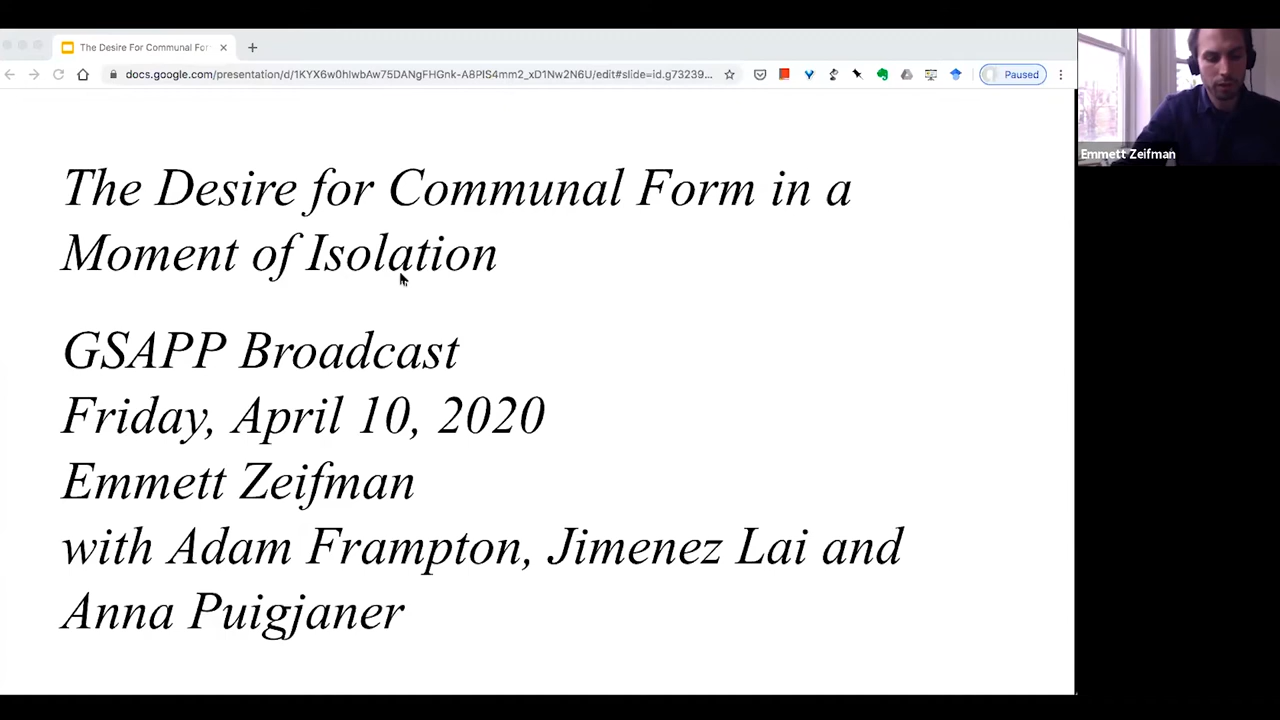 The Desire For Communal For
docs.google.com/presentation/d/1KYX6w0hIwbAw75DANgFHGnk-A8PIS4mm2_xD1Nw2N6U/edit#slide=id.g73239...
Paused
Emmett Zeifman
The Desire for Communal Form in a
Moment of Isolation
GSAPP Broadcast
Friday, April 10, 2020
Emmett Zeifman
with Adam Frampton, Jimenez Lai and
Anna Puigjaner